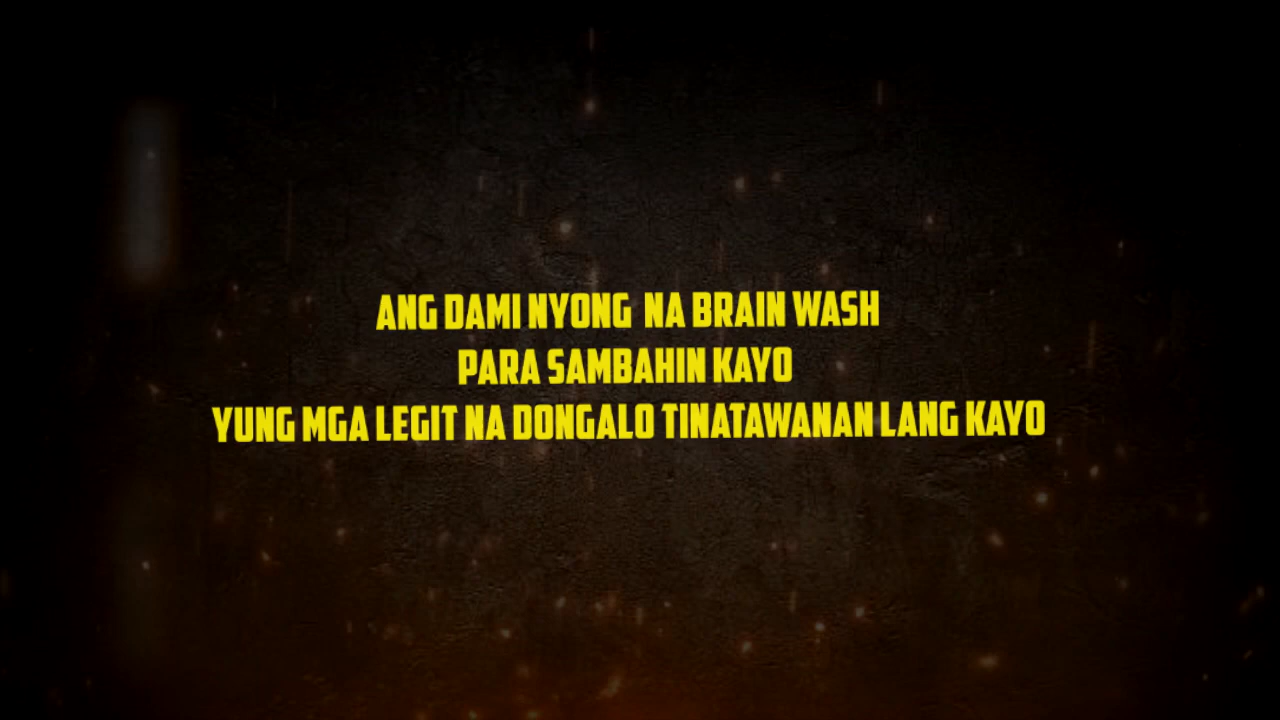 ANG DAMI NYONG NA BRAIN WASH
PARA SAMBAHIN KAYO
YUNG MGA LEGIT NA DONGALO TINATAWANAN LANG KAYO